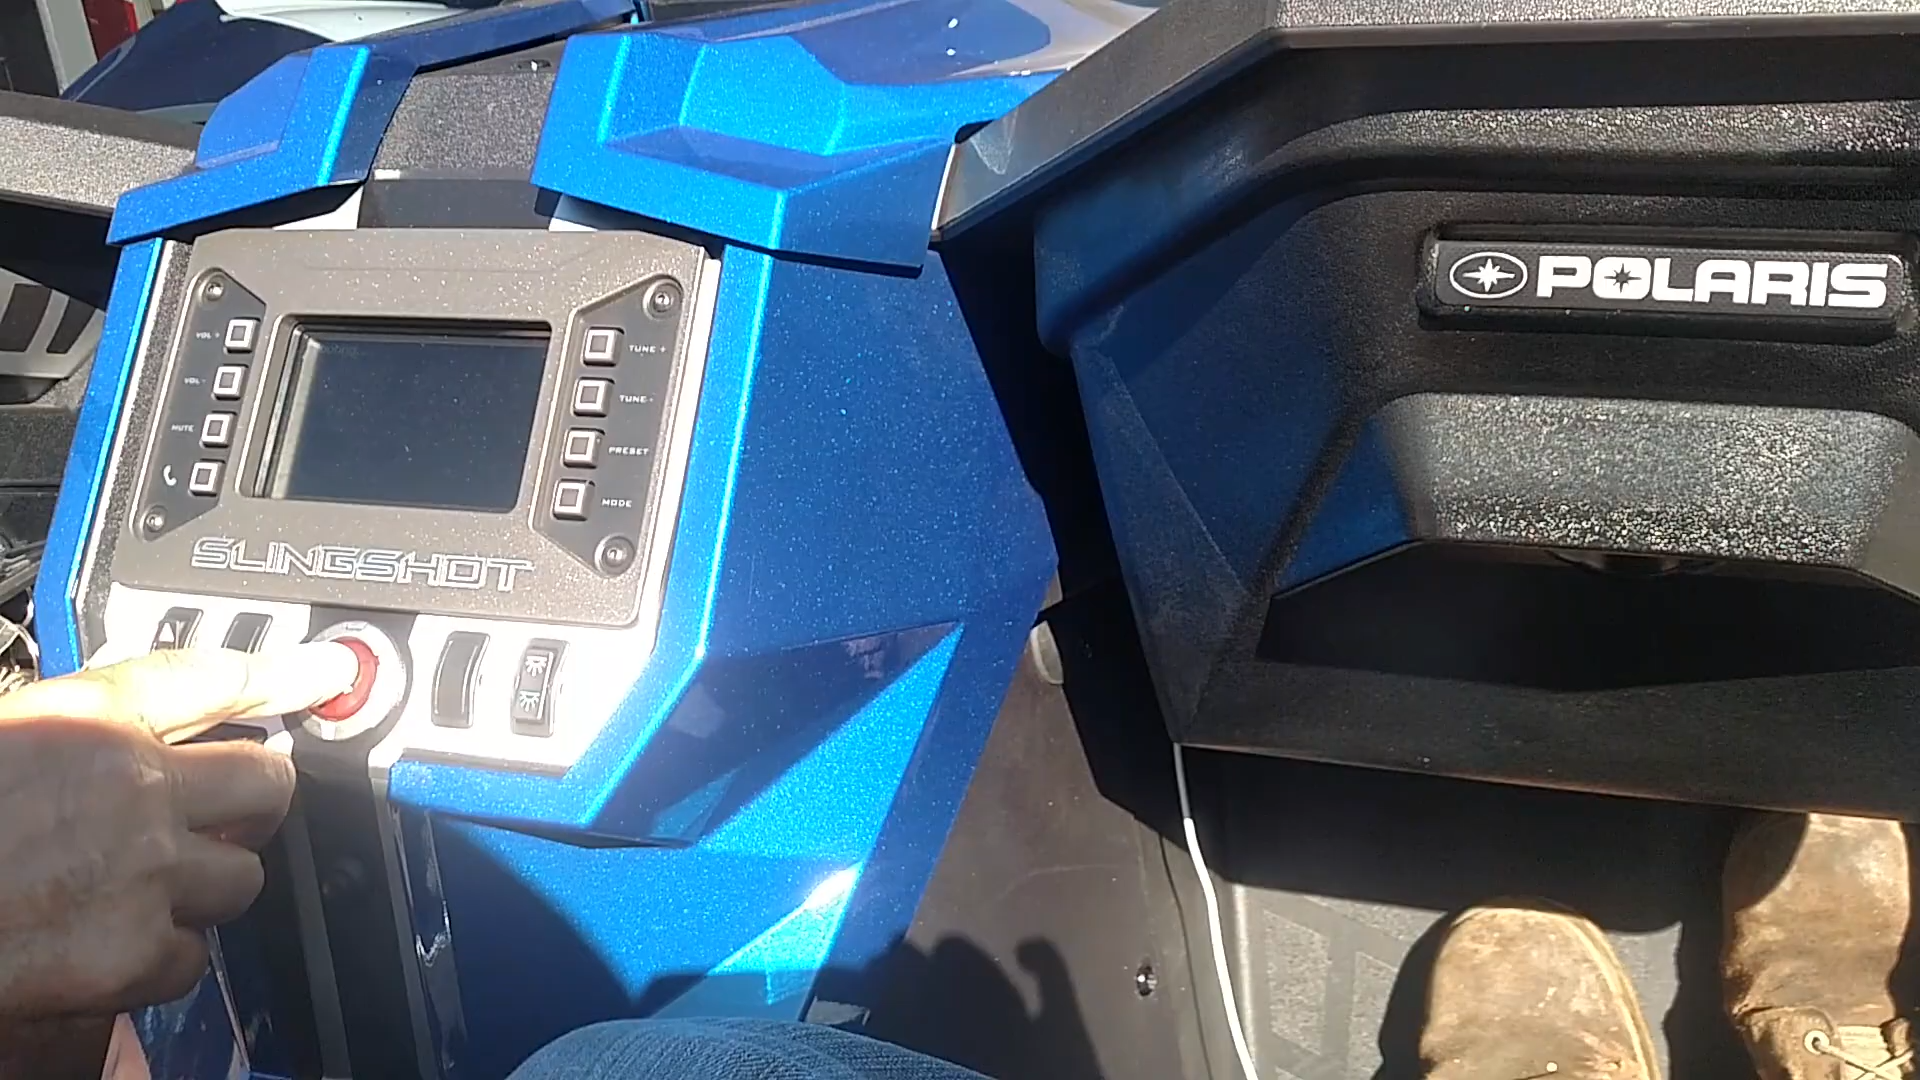 POLARIS
VOL +
TUNE +
VOL -
TUNE -
MUTE
PRESET
MODE
SLINGSHOT